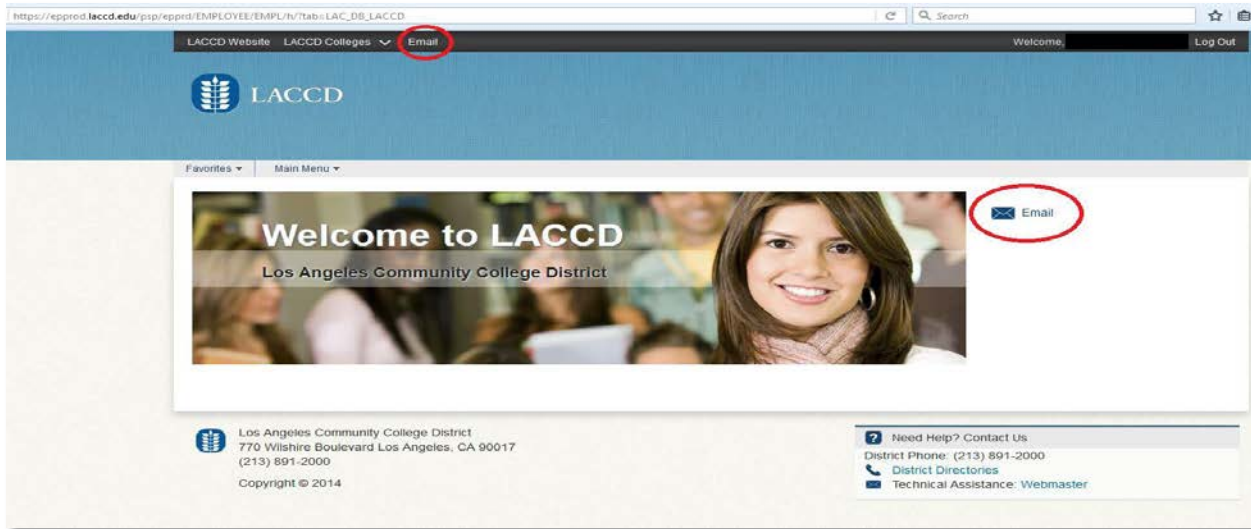 https://epprod.laccd.edu/psp/epprd/EMPLOYEE/EMPL/h/?tab=LAC_DB_LACCD
Search
LACCD Website LACCD Colleges Email Welcome, Log Out
LACCD
Favorites Main Menu
Welcome to LACCD
Los Angeles Community College District
Email
Los Angeles Community College District
770 Wilshire Boulevard Los Angeles, CA 90017
(213) 891-2000
Copyright © 2014
? Need Help? Contact Us
District Phone: (213) 891-2000
District Directories
Technical Assistance: Webmaster